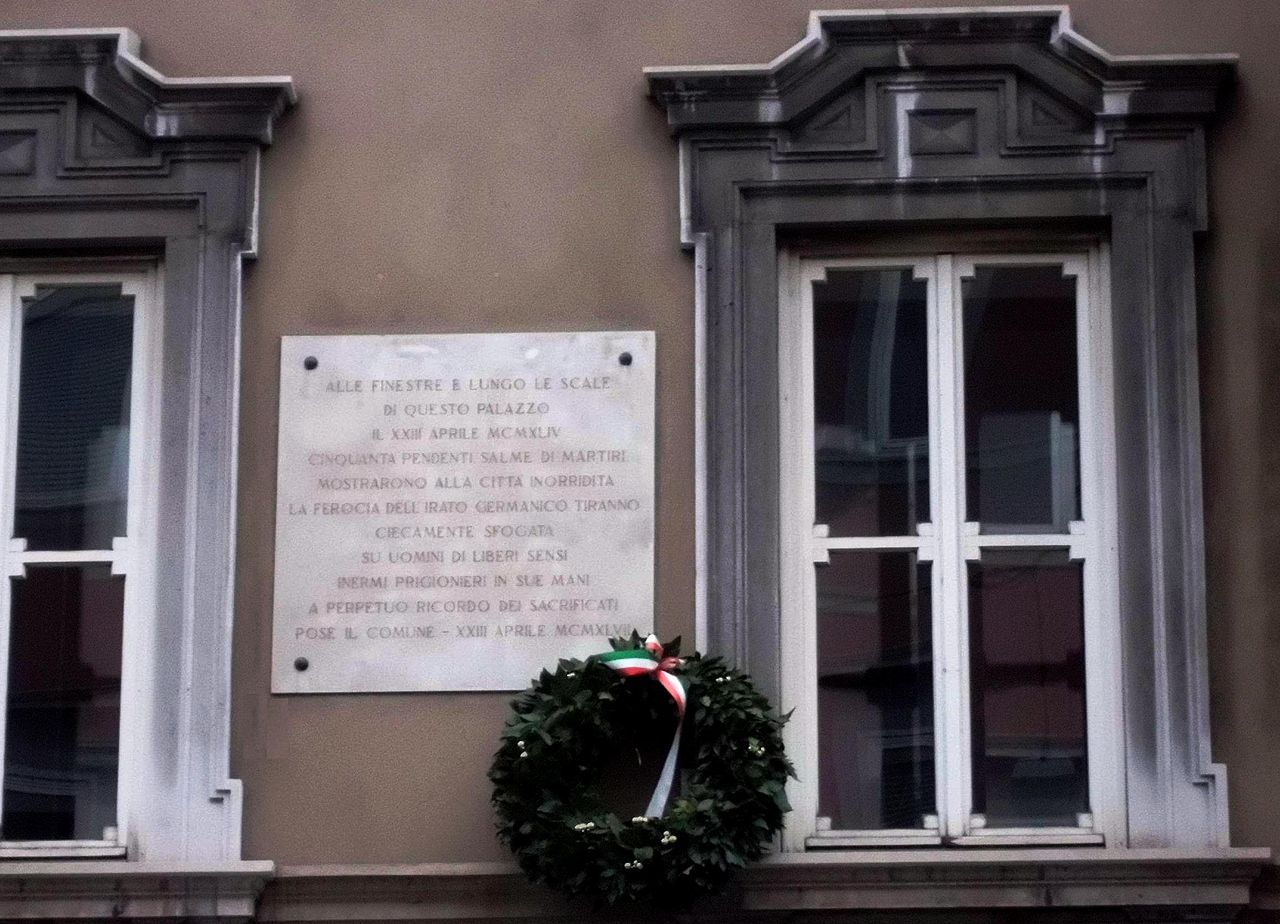 ALLE FINESTRE E LUNGO LE SCALE
DI QUESTO PALAZZO
IL XXIII APRILE MCMXLIV
CINQUANTA PENDENTI SALME DI MARTIRI
MOSTRARONO ALLA CITTÀ INORRIDITA
LA FEROCIA DELL'IRATO GERMANICO TIRANNO
CIECAMENTE SFOGATA
SU UOMINI DI LIBERI SENSI
INERMI PRIGIONIERI IN SUE MANI
A PERPETUO RICORDO DEI SACRIFICATI
POSE IL COMUNE – XXIII APRILE MCMXLVII